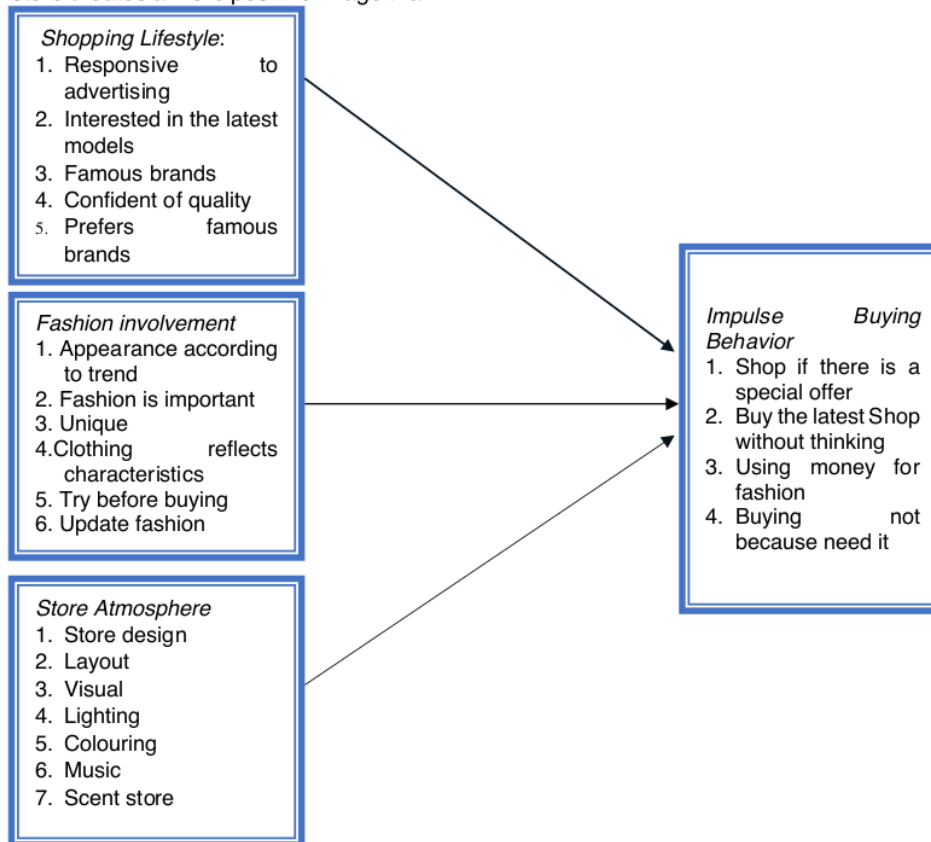 Shopping Lifestyle:
1. Responsive to
advertising
2. Interested in the latest
models
3. Famous brands
4. Confident of quality
5. Prefers famous
brands
Fashion involvement
1. Appearance according
to trend
2. Fashion is important
3. Unique
4.Clothing reflects
characteristics
5. Try before buying
6. Update fashion
Store Atmosphere
1. Store design
2. Layout
3. Visual
4. Lighting
5. Colouring
6. Music
7. Scent store
Impulse Buying
Behavior
1. Shop if there is a
special offer
2. Buy the latest Shop
without thinking
3. Using money for
fashion
4. Buying not
because need it